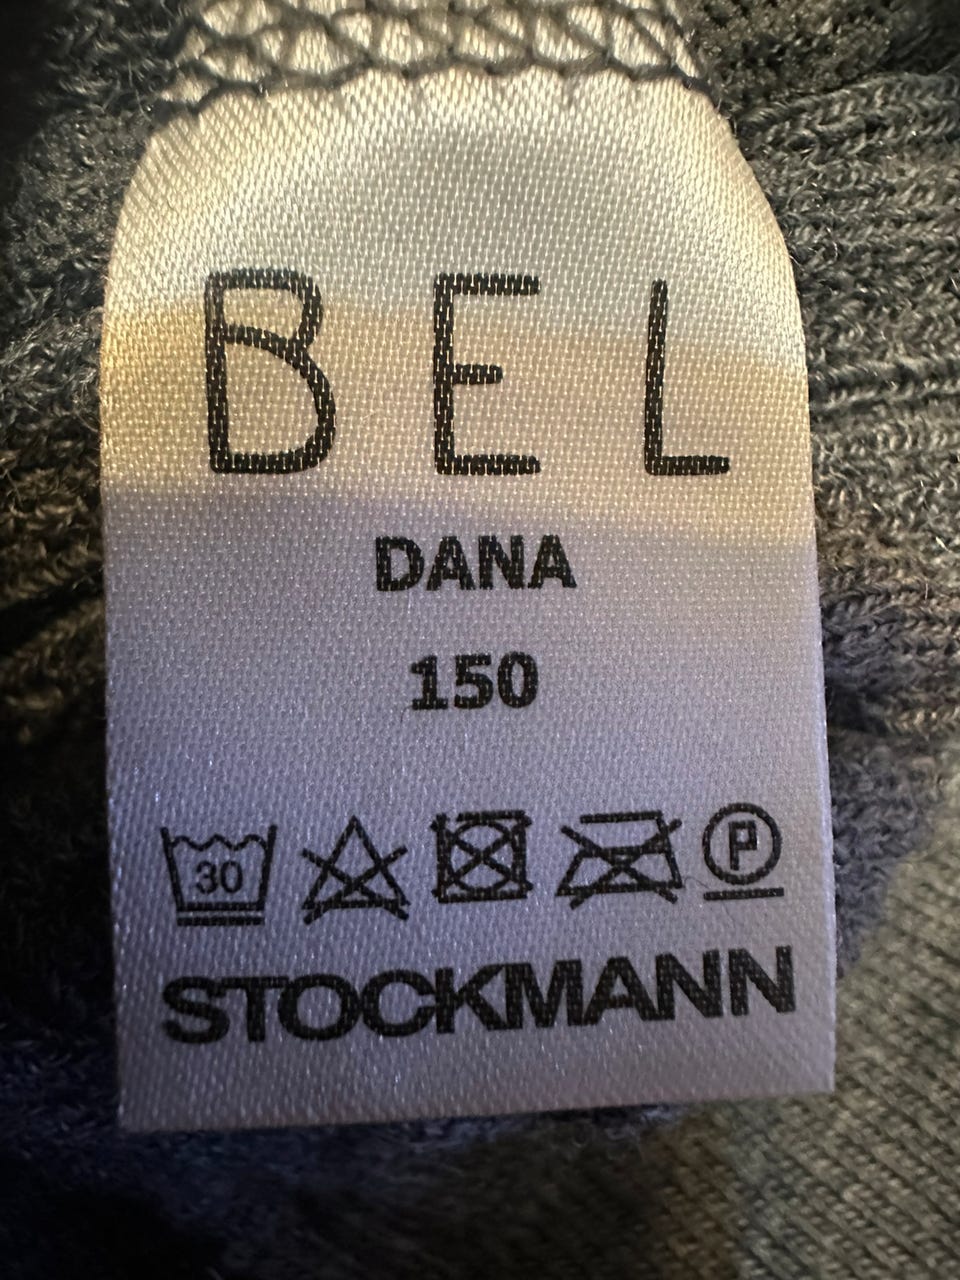 BEL
DANA
150
30 P
STOCKMANN